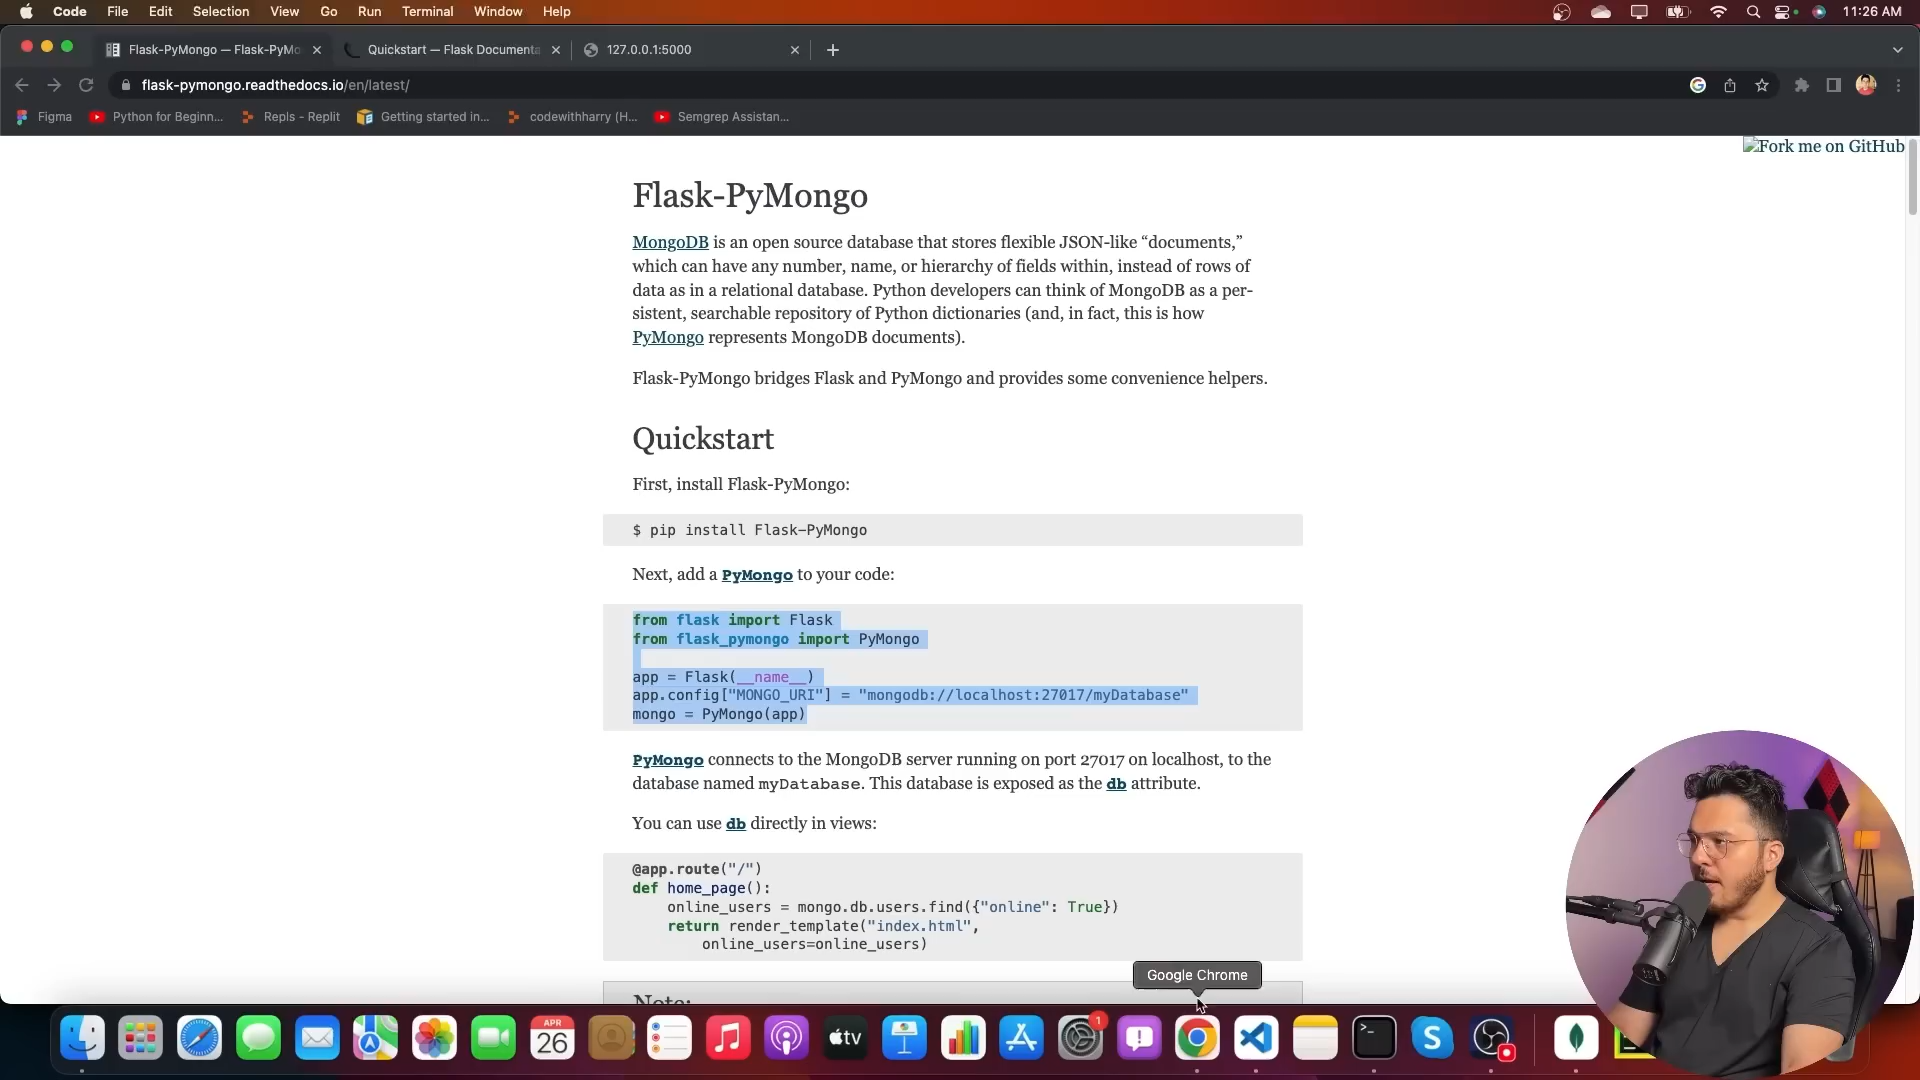 Code File Edit Selection View Go Run Terminal Window Help 11:26 AM
Flask-PyMongo — Flask-PyMo Quickstart — Flask Documenta 127.0.0.1:5000
flask-pymongo.readthedocs.io/en/latest/
Figma Python for Beginn... Repls - Replit Getting started in... codewithharry (H... Semgrep Assistan...
Fork me on GitHub
Flask-PyMongo
MongoDB is an open source database that stores flexible JSON-like “documents,”
which can have any number, name, or hierarchy of fields within, instead of rows of
data as in a relational database. Python developers can think of MongoDB as a per-
sistent, searchable repository of Python dictionaries (and, in fact, this is how
PyMongo represents MongoDB documents).
Flask-PyMongo bridges Flask and PyMongo and provides some convenience helpers.
Quickstart
First, install Flask-PyMongo:
$ pip install Flask-PyMongo
Next, add a PyMongo to your code:
from flask import Flask
from flask_pymongo import PyMongo
app = Flask(__name__)
app.config["MONGO_URI"] = "mongodb://localhost:27017/myDatabase"
mongo = PyMongo(app)
PyMongo connects to the MongoDB server running on port 27017 on localhost, to the
database named myDatabase. This database is exposed as the db attribute.
You can use db directly in views:
@app.route("/")
def home_page():
online_users = mongo.db.users.find({"online": True})
return render_template("index.html",
online_users=online_users)
Google Chrome
Note:
APR
26
tv
1